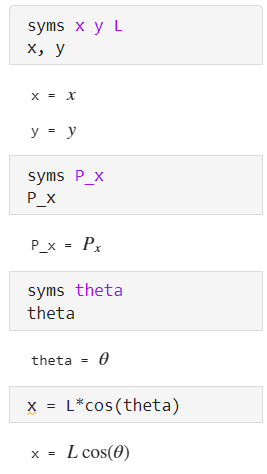 syms x y L
x, y
x = x
y = y
syms P_x
P_x
P_x = Pₓ
syms theta
theta
theta = θ
x = L*cos(theta)
x = L cos(θ)